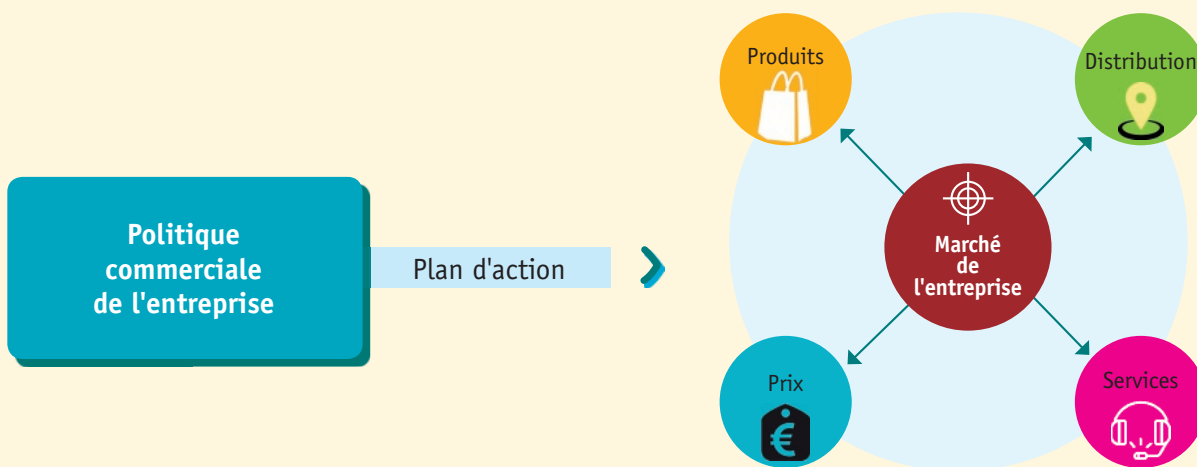 Politique
commerciale
de l'entreprise
Plan d'action
Produits
Distribution
Marché
de
l'entreprise
Prix
€
Services